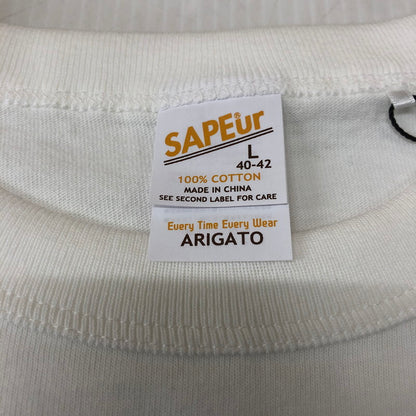 SAPEur
L
40-42
100% COTTON
MADE IN CHINA
SEE SECOND LABEL FOR CARE
Every Time Every Wear
ARIGATO